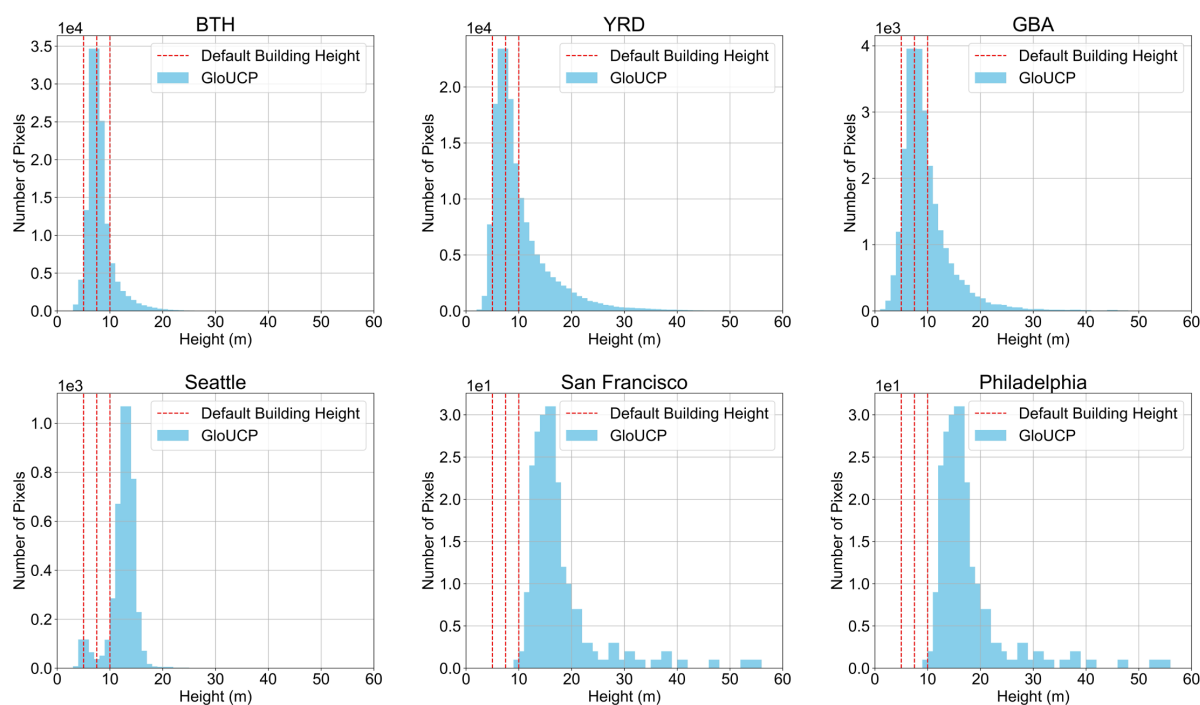 BTH
1e4
Number of Pixels
3.5
3.0
2.5
2.0
1.5
1.0
0.5
0.0
Default Building Height
GloUCP
0 10 20 30 40 50 60
Height (m)
YRD
1e4
Number of Pixels
2.0
1.5
1.0
0.5
0.0
Default Building Height
GloUCP
0 10 20 30 40 50 60
Height (m)
GBA
1e3
Number of Pixels
4
3
2
1
0
Default Building Height
GloUCP
0 10 20 30 40 50 60
Height (m)
Seattle
1e3
Number of Pixels
1.0
0.8
0.6
0.4
0.2
0.0
Default Building Height
GloUCP
0 10 20 30 40 50 60
Height (m)
San Francisco
1e1
Number of Pixels
3.0
2.5
2.0
1.5
1.0
0.5
0.0
Default Building Height
GloUCP
0 10 20 30 40 50 60
Height (m)
Philadelphia
1e1
Number of Pixels
3.0
2.5
2.0
1.5
1.0
0.5
0.0
Default Building Height
GloUCP
0 10 20 30 40 50 60
Height (m)